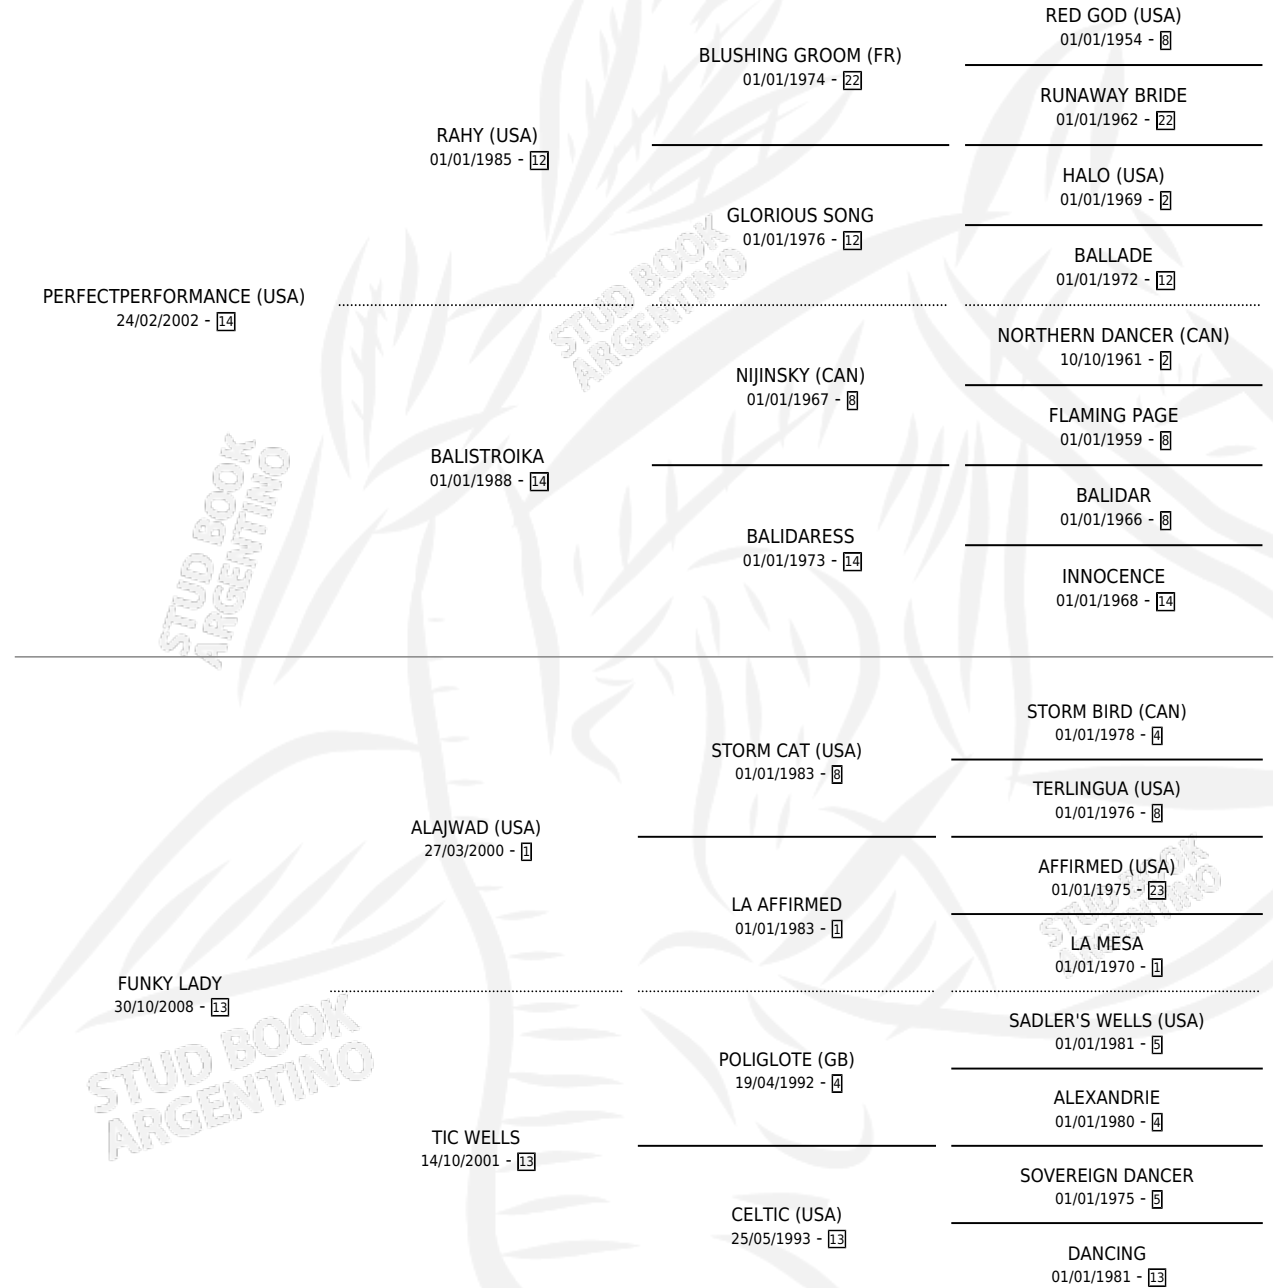 RED GOD (USA)
01/01/1954 - 8
BLUSHING GROOM (FR)
01/01/1974 - 22
RUNAWAY BRIDE
01/01/1962 - 22
RAHY (USA)
01/01/1985 - 12
HALO (USA)
01/01/1969 - 2
GLORIOUS SONG
01/01/1976 - 12
BALLADE
01/01/1972 - 12
PERFECTPERFORMANCE (USA)
24/02/2002 - 14
STUD BOOK
ARGENTINO
NORTHERN DANCER (CAN)
10/10/1961 - 2
NIJINSKY (CAN)
01/01/1967 - 8
FLAMING PAGE
01/01/1959 - 8
BALISTROIKA
01/01/1988 - 14
BALIDAR
01/01/1966 - 8
BALIDARESS
01/01/1973 - 14
INNOCENCE
01/01/1968 - 14
STUD BOOK
ARGENTINO
STORM BIRD (CAN)
01/01/1978 - 4
STORM CAT (USA)
01/01/1983 - 8
TERLINGUA (USA)
01/01/1976 - 8
ALAJWAD (USA)
27/03/2000 - 1
AFFIRMED (USA)
01/01/1975 - 23
LA AFFIRMED
01/01/1983 - 1
LA MESA
01/01/1970 - 1
STUD BOOK
ARGENTINO
FUNKY LADY
30/10/2008 - 13
SADLER'S WELLS (USA)
01/01/1981 - 5
POLIGLOTE (GB)
19/04/1992 - 4
ALEXANDRIE
01/01/1980 - 4
STUD BOOK
ARGENTINO
TIC WELLS
14/10/2001 - 13
SOVEREIGN DANCER
01/01/1975 - 5
CELTIC (USA)
25/05/1993 - 13
DANCING
01/01/1981 - 13